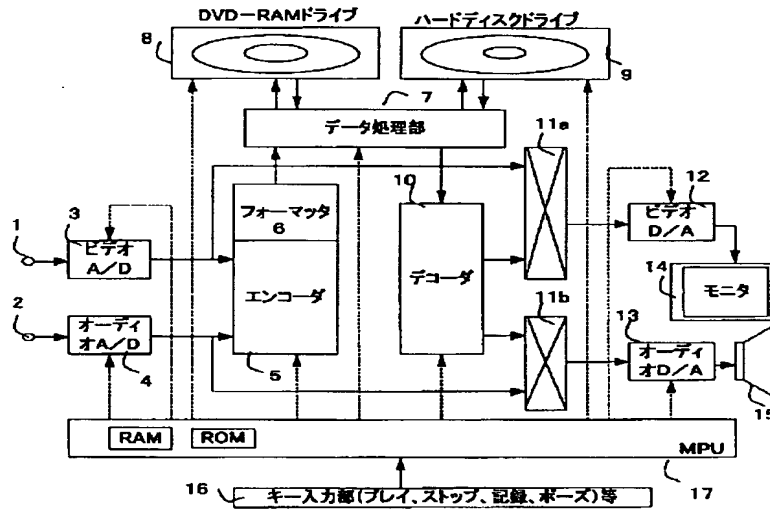 DVD-RAMドライブ
ハードディスクドライブ
8
9
7
データ処理部
11a
10
12
フォーマッタ
6
ビデオ
D/A
3
1
ビデオ
A/D
デコーダ
14
モニタ
エンコーダ
11b
2
オーディ
オA/D
13
オーディ
オD/A
4
5
15
RAM
ROM
MPU
16
キー入力部(プレイ、ストップ、記録、ポーズ)等
17